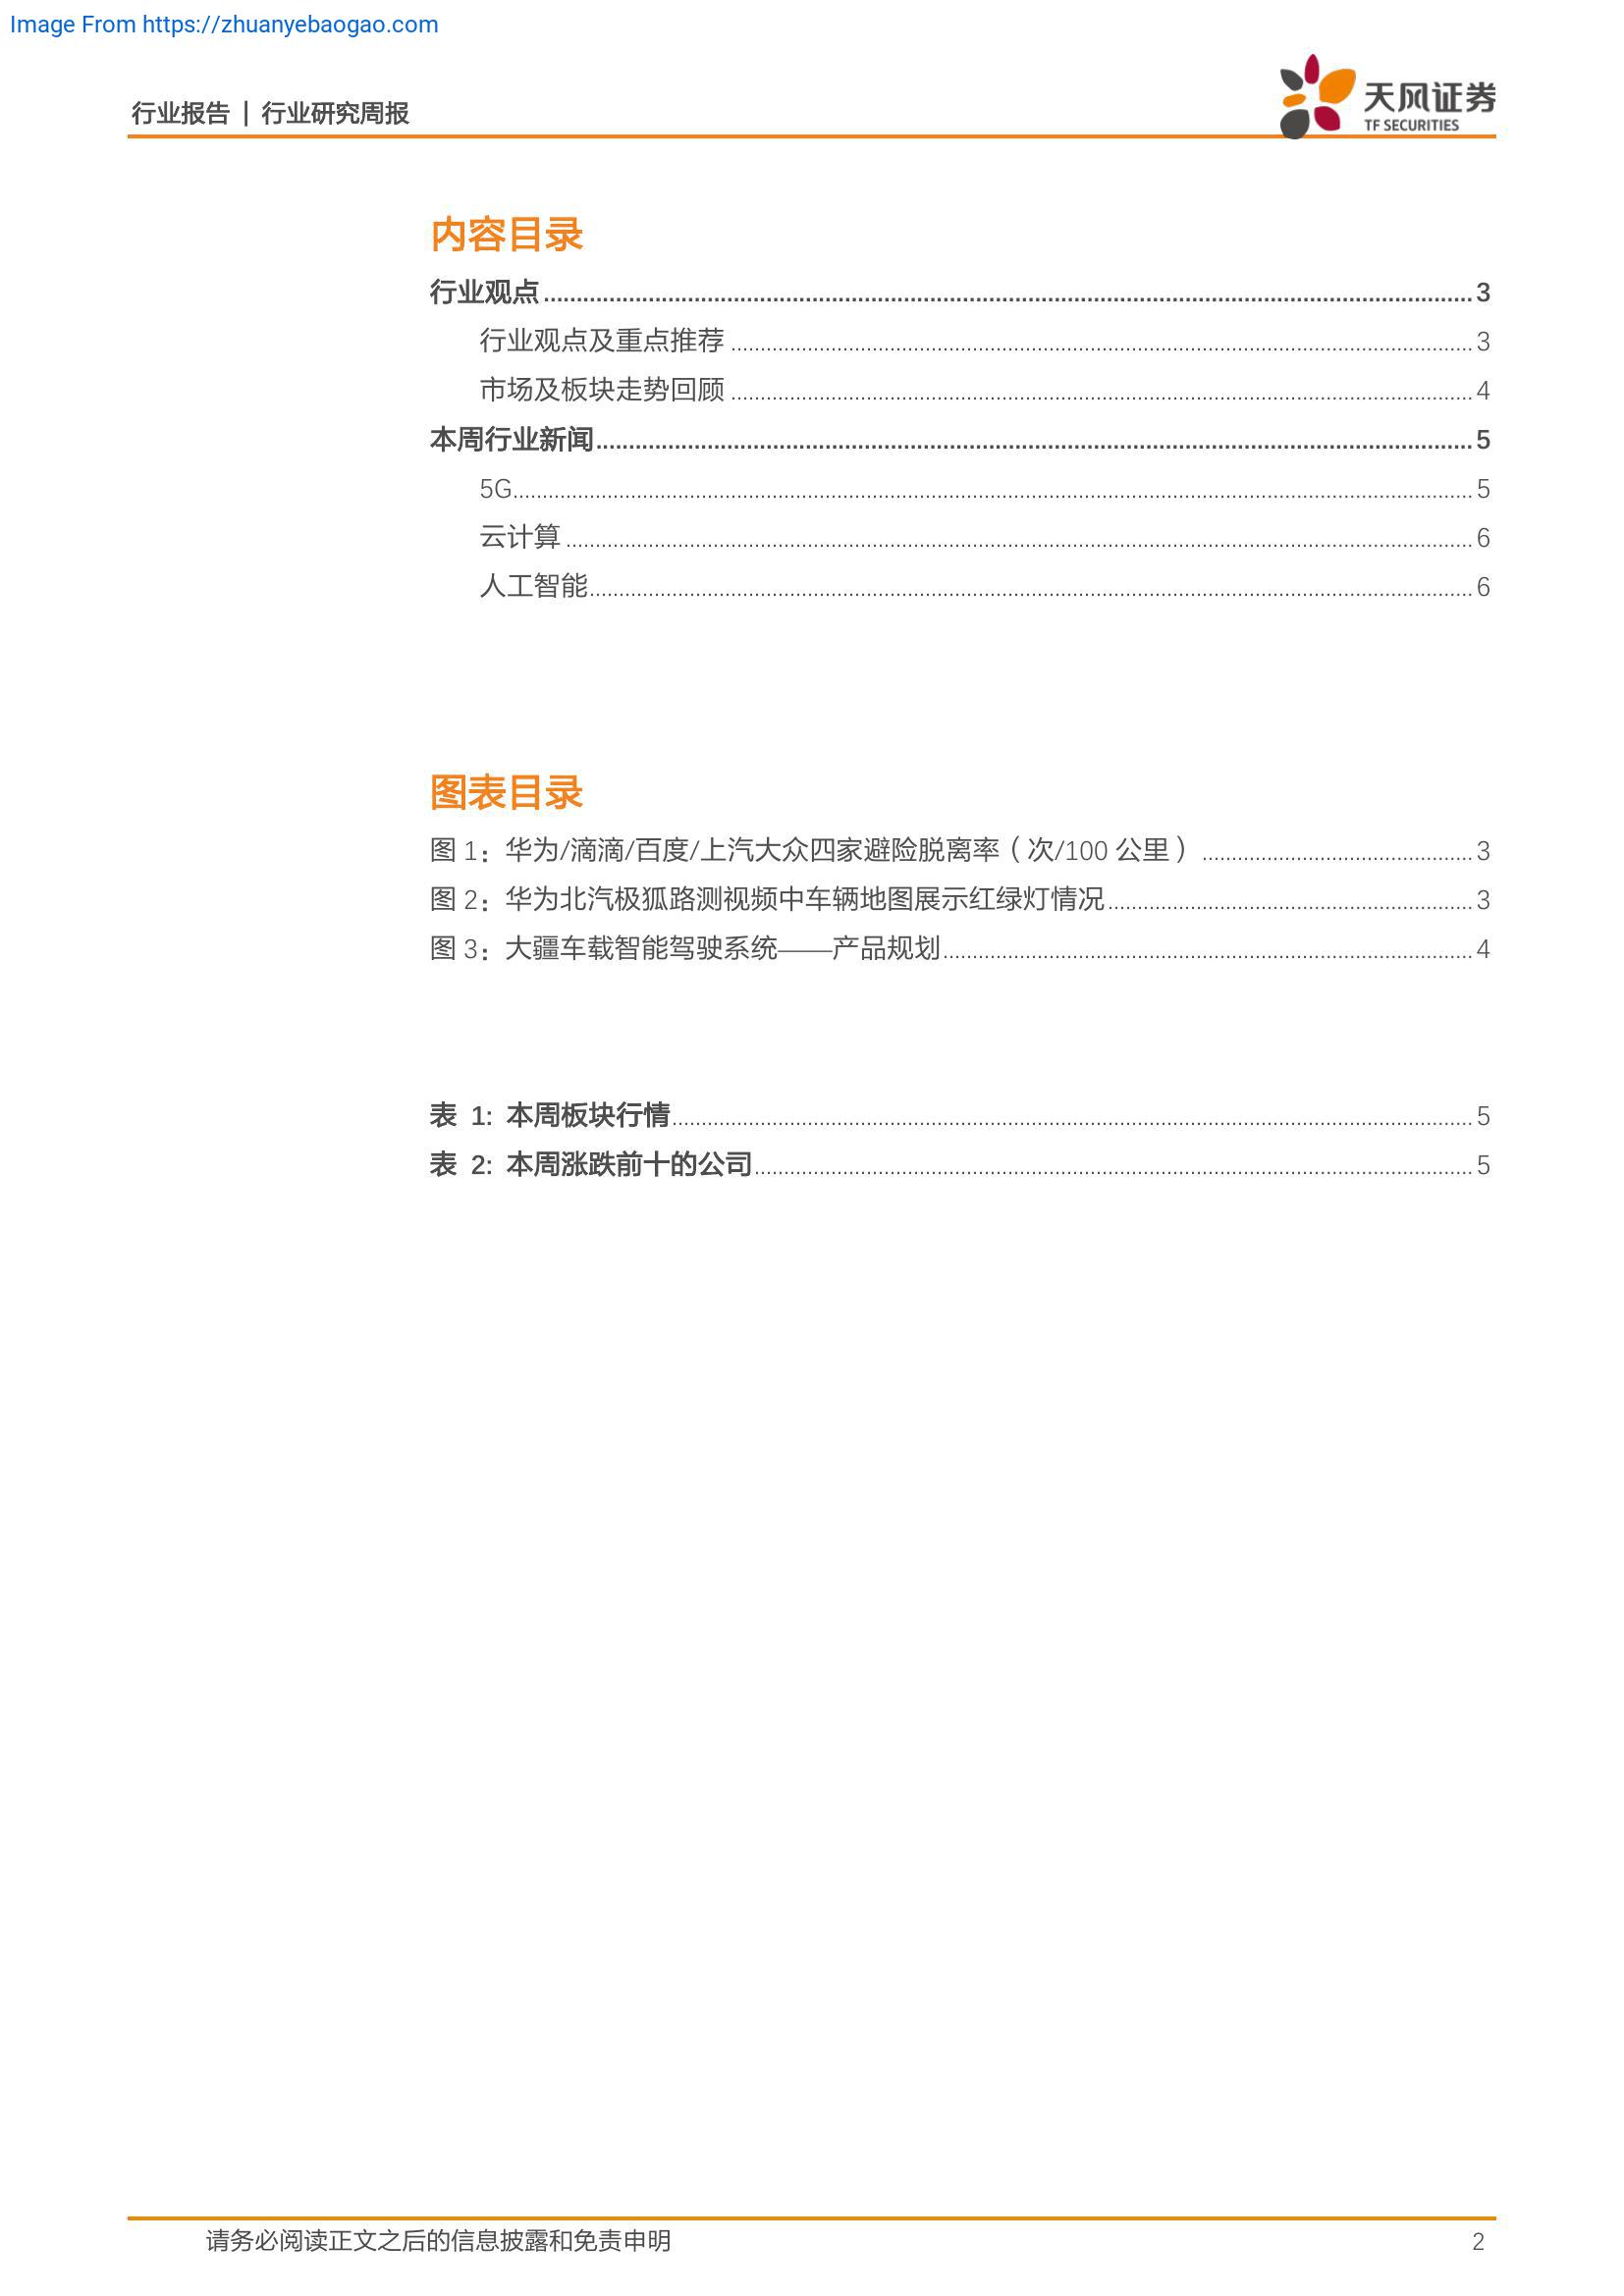 Image From https://zhuanyebaogao.com
行业报告 | 行业研究周报
天风证券
TF SECURITIES
内容目录
行业观点........................................................................3
行业观点及重点推荐........................................................................3
市场及板块走势回顾........................................................................4
本周行业新闻........................................................................5
5G........................................................................5
云计算........................................................................6
人工智能........................................................................6
图表目录
图 1：华为/滴滴/百度/上汽大众四家避险脱离率（次/100 公里）........................................3
图 2：华为北汽极狐路测视频中车辆地图展示红绿灯情况........................................3
图 3：大疆车载智能驾驶系统——产品规划........................................4
表 1: 本周板块行情........................................................................5
表 2: 本周涨跌前十的公司........................................................................5
请务必阅读正文之后的信息披露和免责申明 2